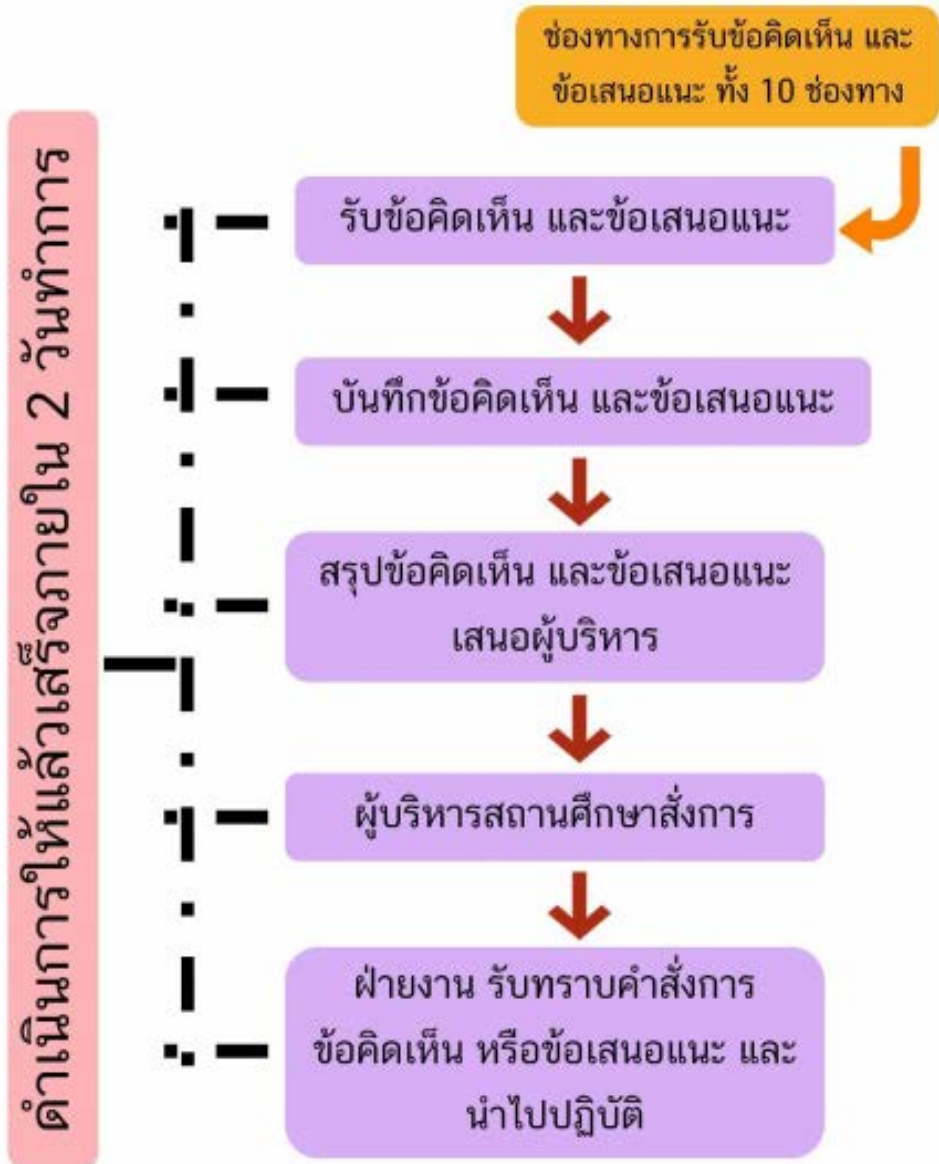 ช่องทางการรับข้อคิดเห็น และ
ข้อเสนอแนะ ทั้ง 10 ช่องทาง
ดำเนินการให้แล้วเสร็จภายใน 2 วันทำการ
รับข้อคิดเห็น และข้อเสนอแนะ
บันทึกข้อคิดเห็น และข้อเสนอแนะ
สรุปข้อคิดเห็น และข้อเสนอแนะ
เสนอผู้บริหาร
ผู้บริหารสถานศึกษาสั่งการ
ฝ่ายงาน รับทราบคำสั่งการ
ข้อคิดเห็น หรือข้อเสนอแนะ และ
นำไปปฏิบัติ